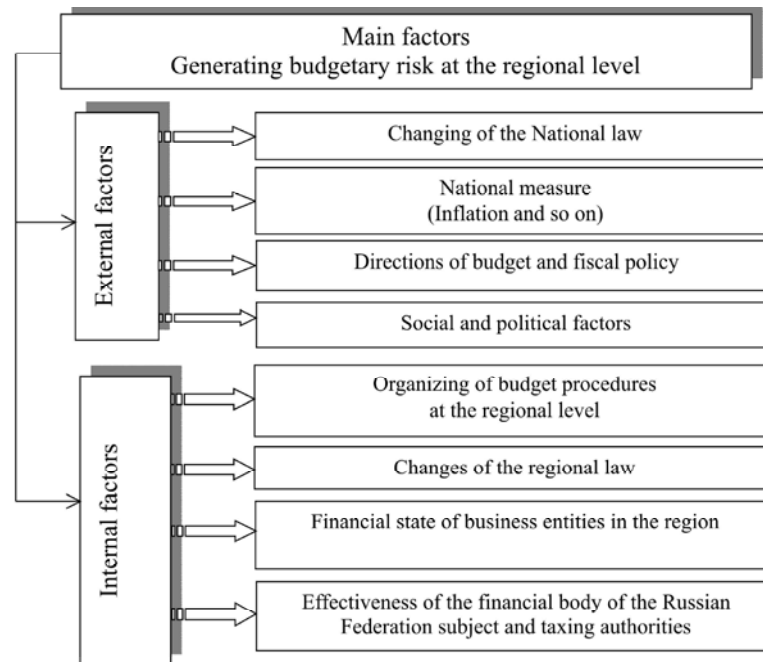 Main factors
Generating budgetary risk at the regional level
External factors
Changing of the National law
National measure
(Inflation and so on)
Directions of budget and fiscal policy
Social and political factors
Internal factors
Organizing of budget procedures
at the regional level
Changes of the regional law
Financial state of business entities in the region
Effectiveness of the financial body of the Russian
Federation subject and taxing authorities